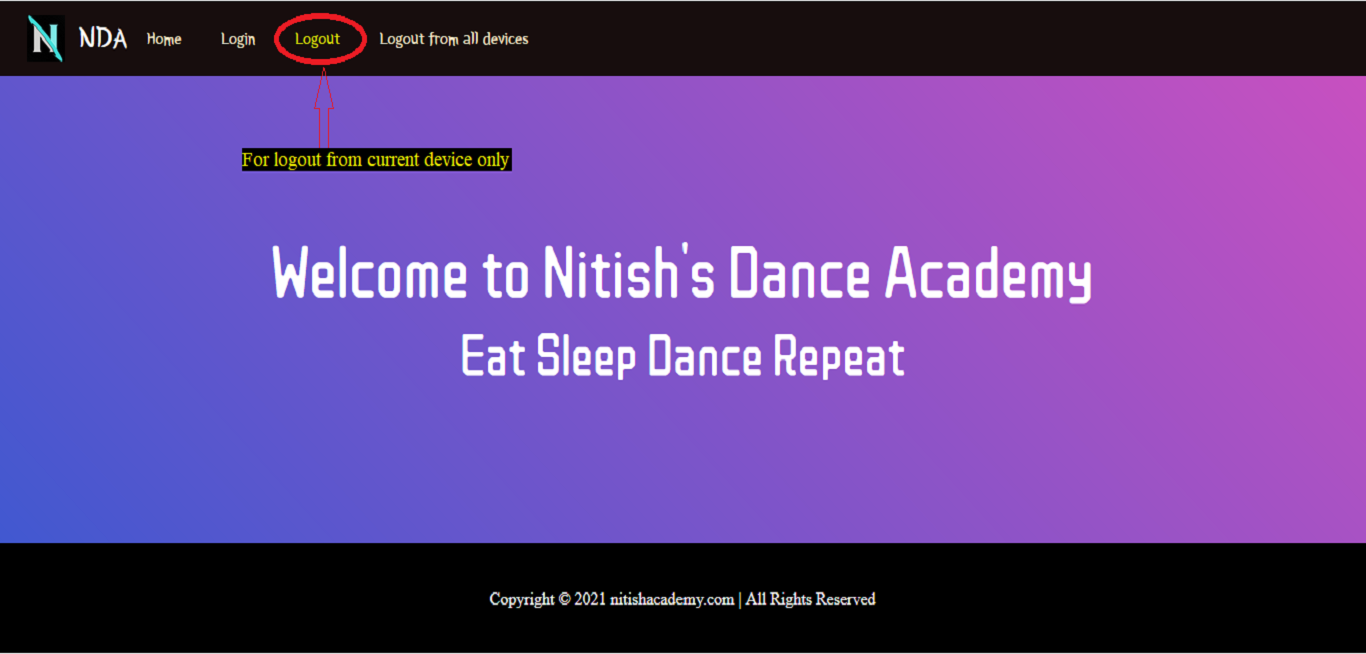 N NDA Home Login Logout Logout from all devices
For logout from current device only
Welcome to Nitish's Dance Academy
Eat Sleep Dance Repeat
Copyright © 2021 nitishacademy.com | All Rights Reserved